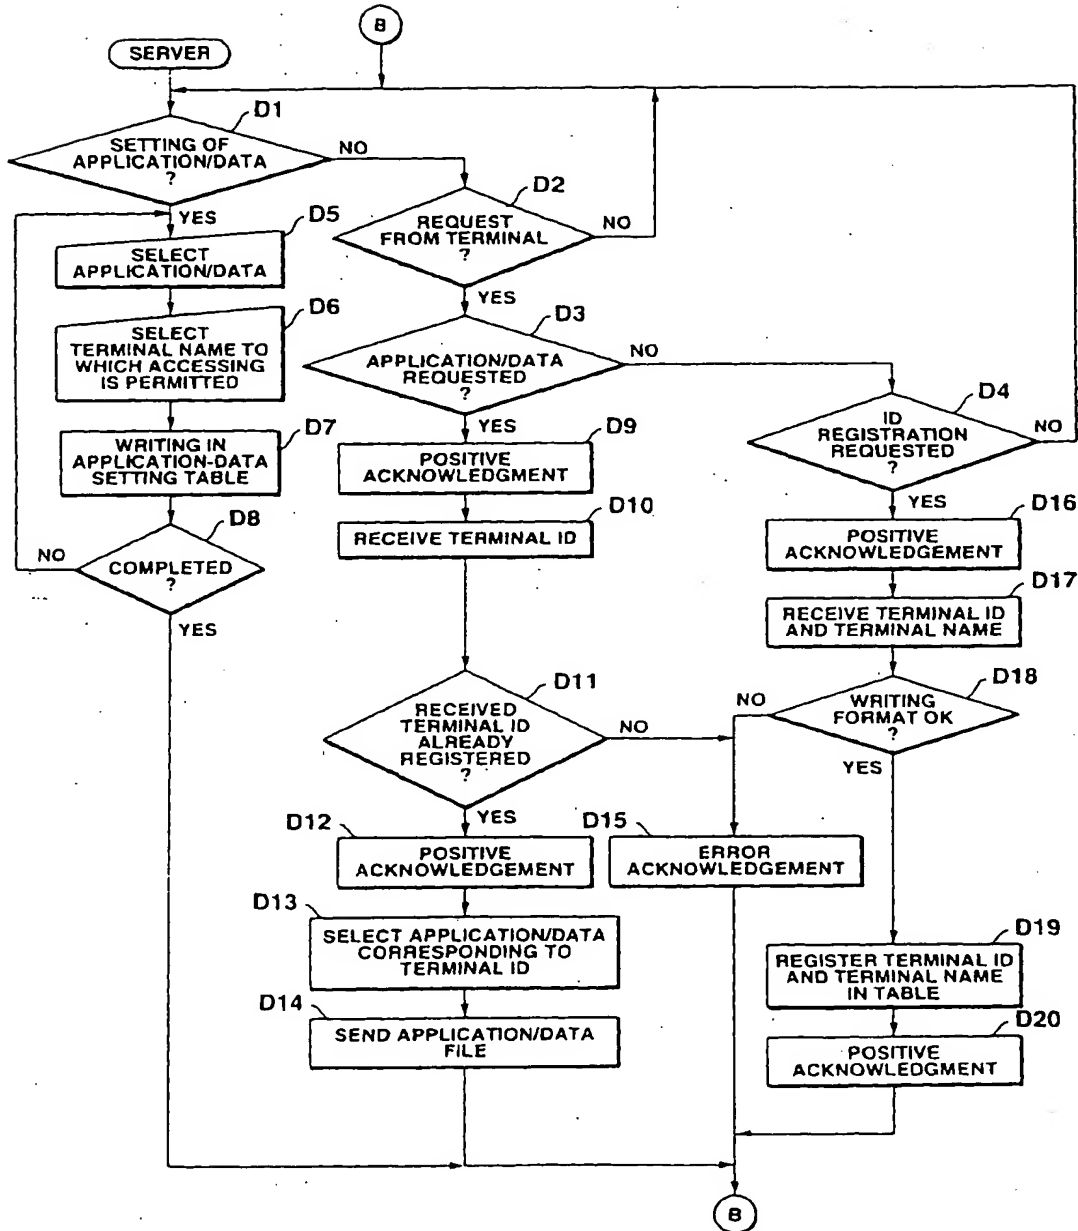 B
SERVER
D1
SETTING OF
APPLICATION/DATA
?
NO
YES
D2
REQUEST
FROM TERMINAL
?
NO
YES
D5
SELECT
APPLICATION/DATA
D6
SELECT
TERMINAL NAME TO
WHICH ACCESSING
IS PERMITTED
D7
WRITING IN
APPLICATION-DATA
SETTING TABLE
D8
COMPLETED
?
NO
YES
D3
APPLICATION/DATA
REQUESTED
?
NO
YES
D4
ID
REGISTRATION
REQUESTED
?
NO
YES
D9
POSITIVE
ACKNOWLEDGMENT
D10
RECEIVE TERMINAL ID
D16
POSITIVE
ACKNOWLEDGEMENT
D17
RECEIVE TERMINAL ID
AND TERMINAL NAME
D11
RECEIVED
TERMINAL ID
ALREADY
REGISTERED
?
NO
YES
D18
WRITING
FORMAT OK
?
NO
YES
D12
POSITIVE
ACKNOWLEDGEMENT
D15
ERROR
ACKNOWLEDGEMENT
D13
SELECT APPLICATION/DATA
CORRESPONDING TO
TERMINAL ID
D14
SEND APPLICATION/DATA
FILE
D19
REGISTER TERMINAL ID
AND TERMINAL NAME
IN TABLE
D20
POSITIVE
ACKNOWLEDGMENT
B